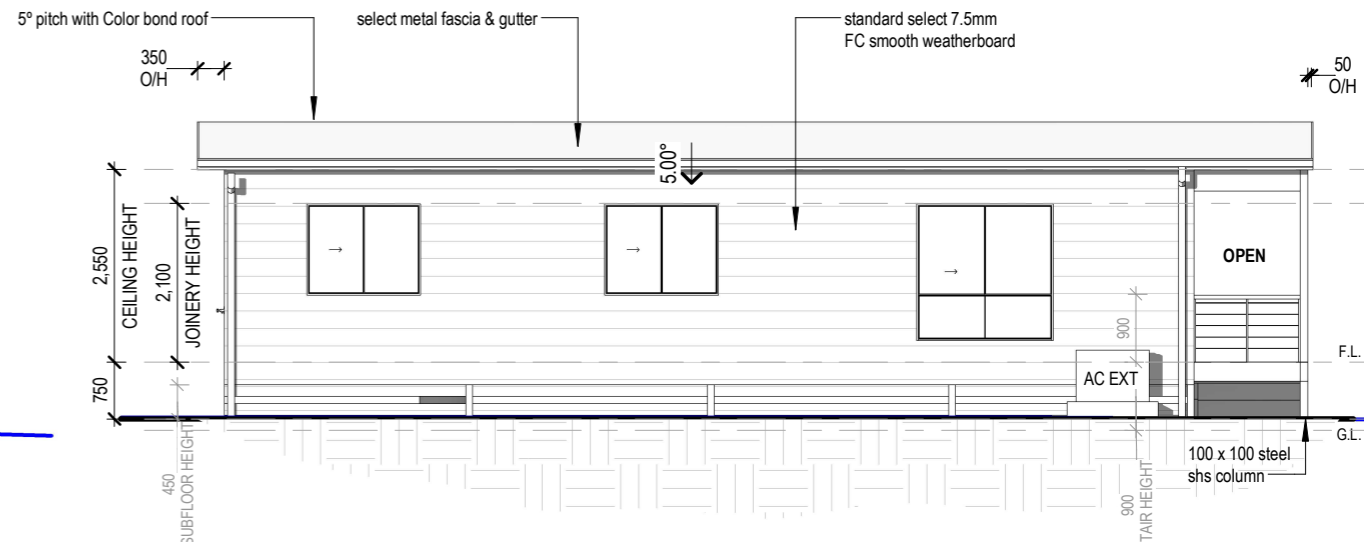 5º pitch with Color bond roof
select metal fascia & gutter
standard select 7.5mm
FC smooth weatherboard
350
O/H
50
O/H
5.00°
2,550
CEILING HEIGHT
2,100
JOINERY HEIGHT
→
→
→
OPEN
900
F.L.
750
AC EXT
G.L.
450
SUBFLOOR HEIGHT
900
TAIR HEIGHT
100 x 100 steel
shs column